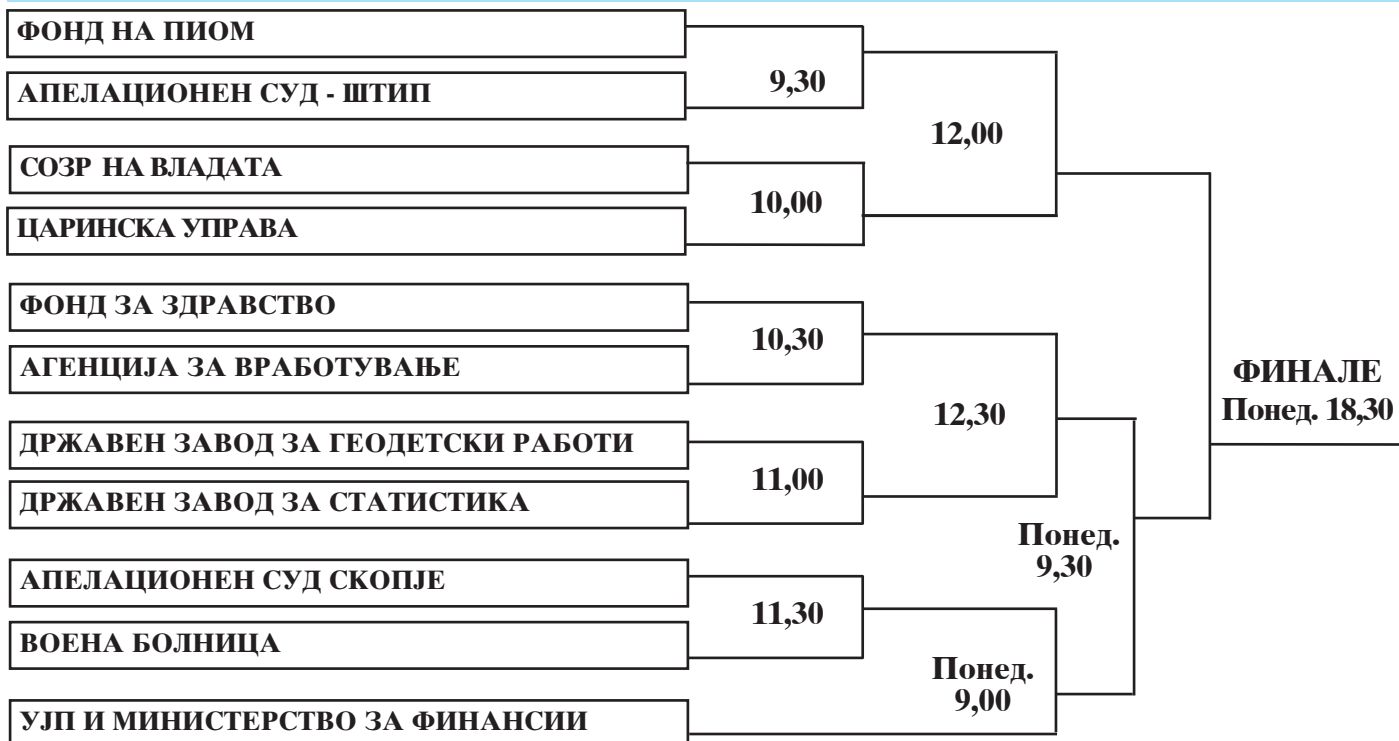 ФОНД НА ПИОМ
АПЕЛАЦИОНЕН СУД - ШТИП
9,30
12,00
СОЗР НА ВЛАДАТА
ЦАРИНСКА УПРАВА
10,00
ФОНД ЗА ЗДРАВСТВО
АГЕНЦИЈА ЗА ВРАБОТУВАЊЕ
10,30
12,30
ДРЖАВЕН ЗАВОД ЗА ГЕОДЕТСКИ РАБОТИ
ДРЖАВЕН ЗАВОД ЗА СТАТИСТИКА
11,00
ФИНАЛЕ
Понед. 18,30
Понед.
9,30
АПЕЛАЦИОНЕН СУД СКОПЈЕ
ВОЕНА БОЛНИЦА
11,30
Понед.
9,00
УЈП И МИНИСТЕРСТВО ЗА ФИНАНСИИ